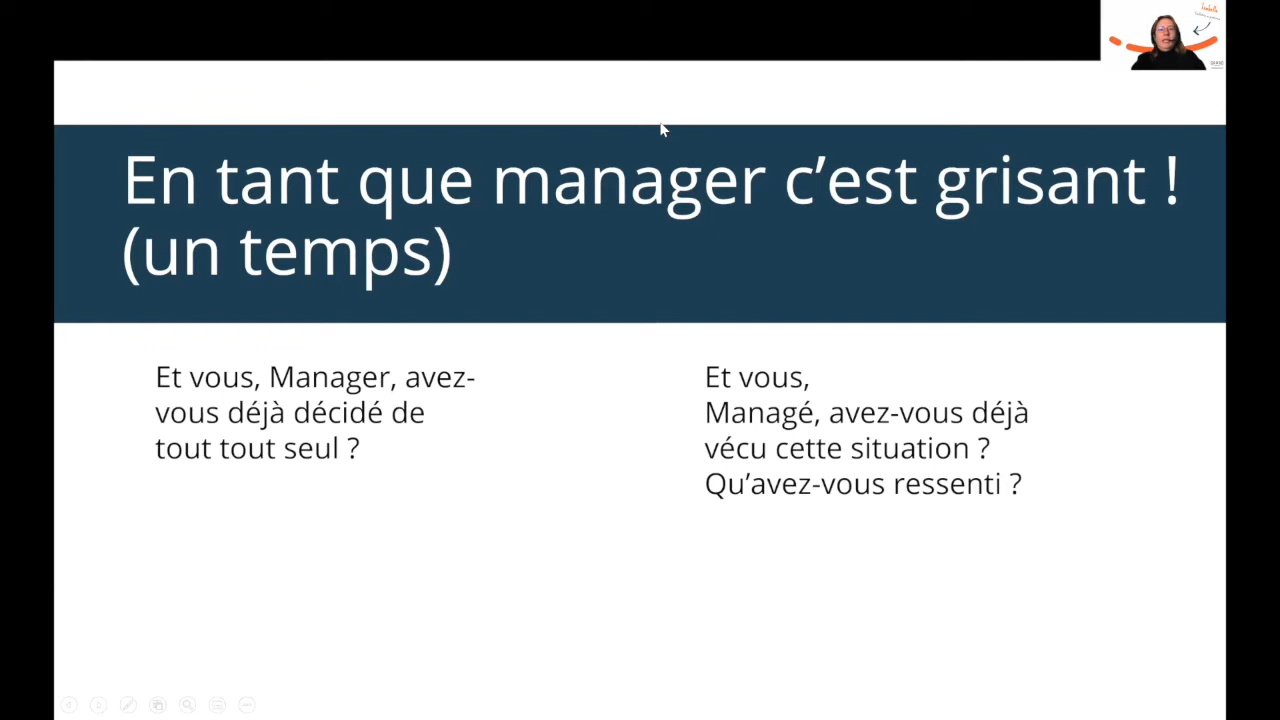 Isabelle
En tant que manager c’est grisant !
(un temps)
Et vous, Manager, avez-
vous déjà décidé de
tout tout seul ?
Et vous,
Managé, avez-vous déjà
vécu cette situation ?
Qu’avez-vous ressenti ?